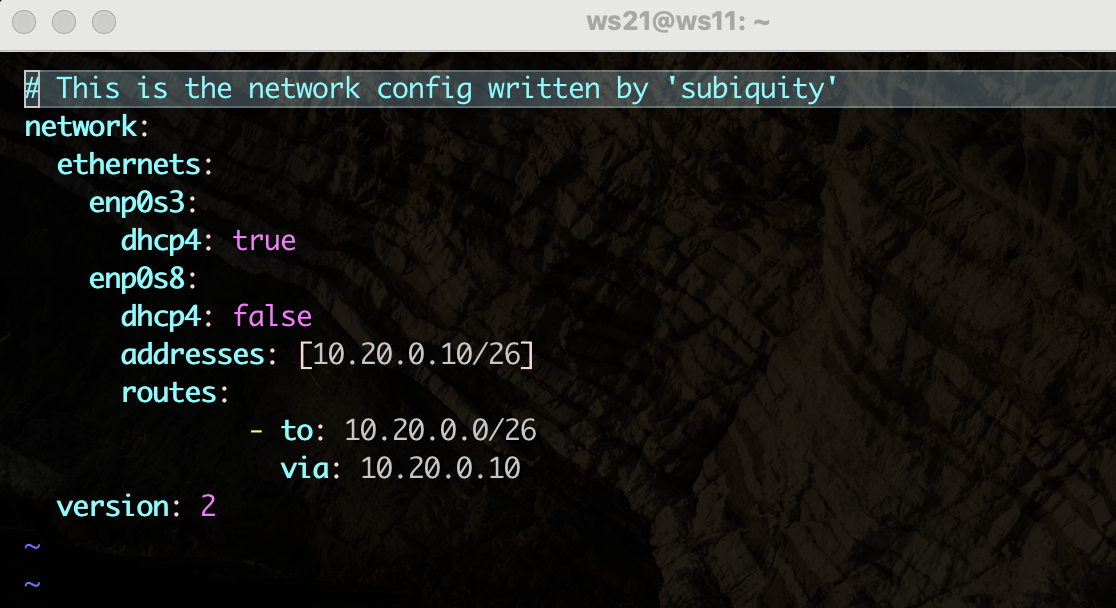 ws21@ws11: ~
# This is the network config written by 'subiquity'
network:
  ethernets:
    enp0s3:
      dhcp4: true
    enp0s8:
      dhcp4: false
      addresses: [10.20.0.10/26]
      routes:
              - to: 10.20.0.0/26
                via: 10.20.0.10
  version: 2
~
~